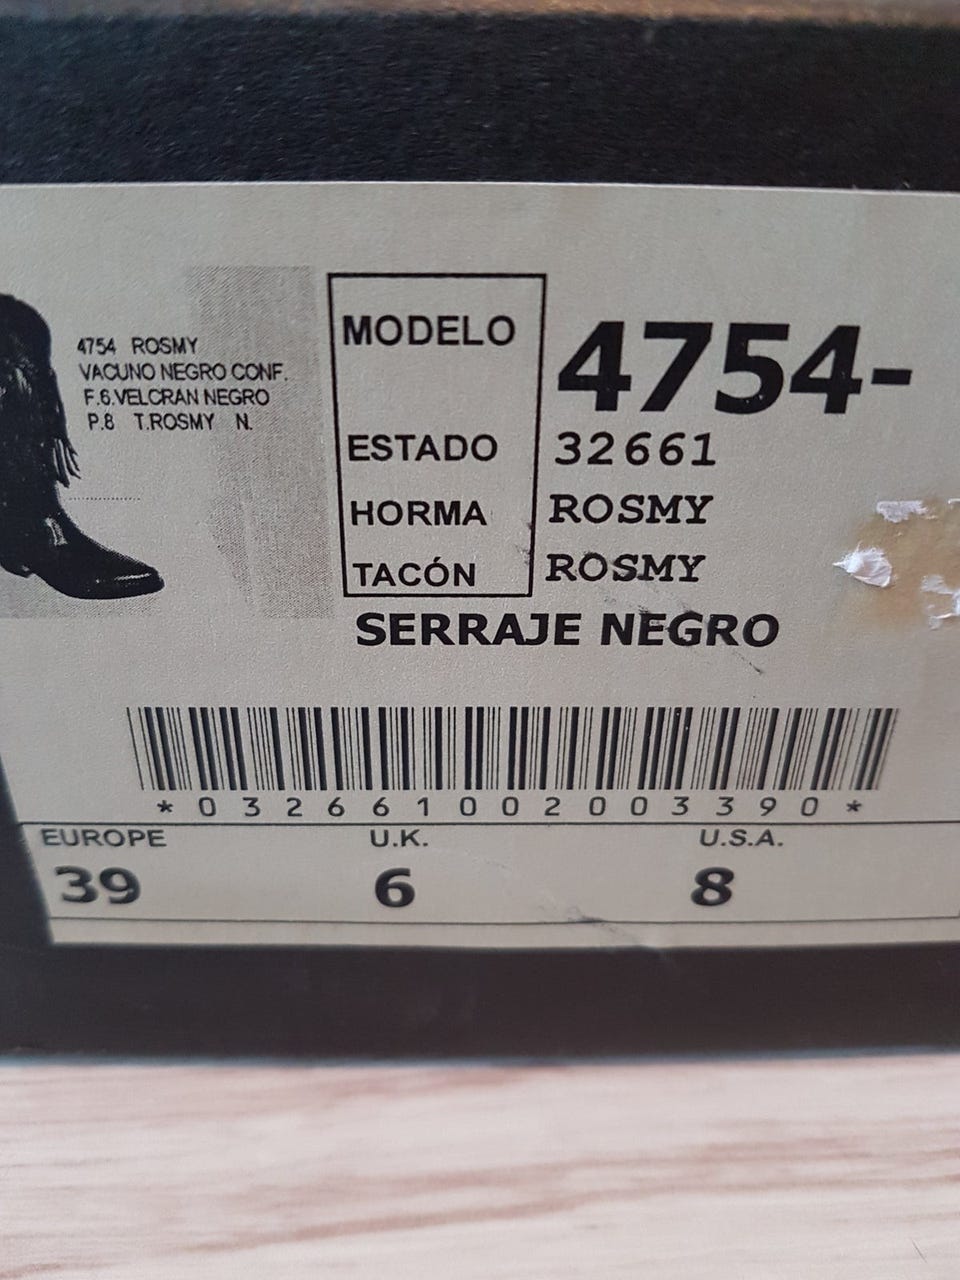 4754 ROSMY
VACUNO NEGRO CONF.
F.6.VELCRAN NEGRO
P.8 T.ROSMY N.
MODELO 4754-
ESTADO 32661
HORMA ROSMY
TACÓN ROSMY
SERRAJE NEGRO
*032661002003390*
EUROPE U.K. U.S.A.
39 6 8